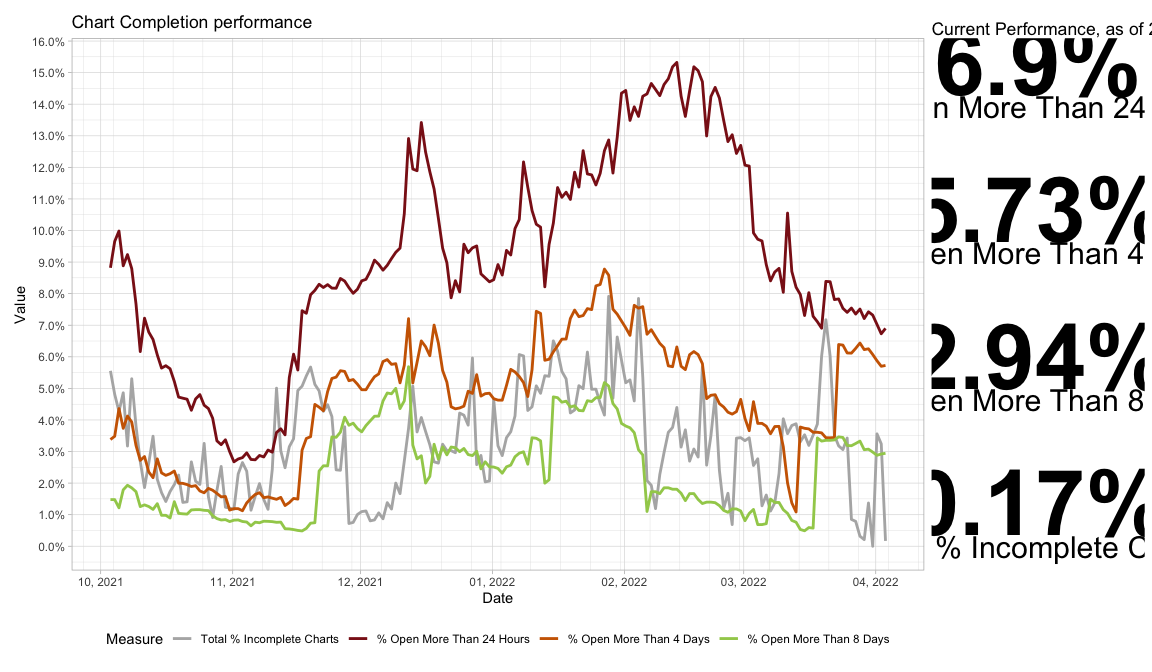 Chart Completion performance
Current Performance, as of 2
16.0%
15.0%
14.0%
13.0%
12.0%
11.0%
10.0%
9.0%
8.0%
7.0%
6.0%
5.0%
4.0%
3.0%
2.0%
1.0%
0.0%
Value
10, 2021
11, 2021
12, 2021
01, 2022
02, 2022
03, 2022
04, 2022
Date
Measure
Total % Incomplete Charts
% Open More Than 24 Hours
% Open More Than 4 Days
% Open More Than 8 Days
6.9%
n More Than 24
5.73%
en More Than 4
2.94%
en More Than 8
0.17%
% Incomplete C